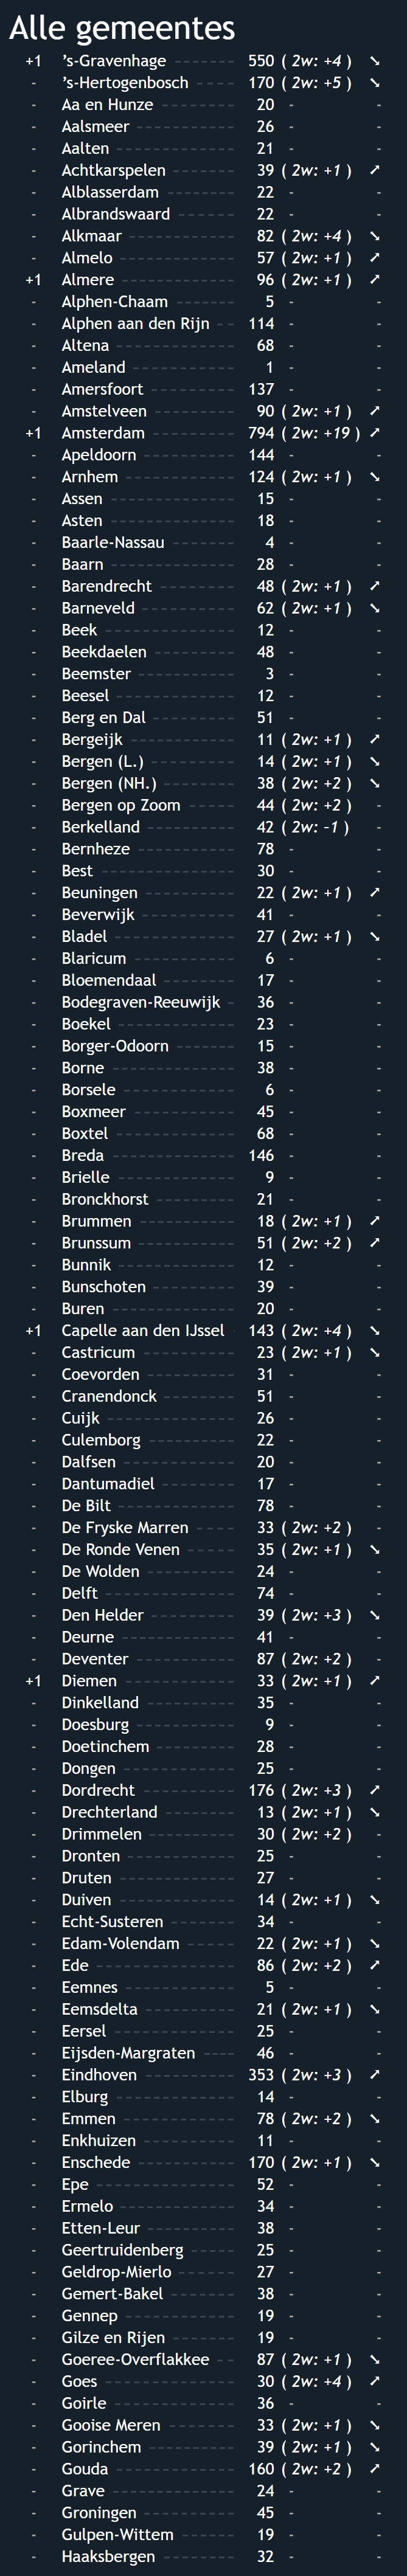 Alle gemeentes
+1 's-Gravenhage 550 ( 2w: +4 ) ➘
- 's-Hertogenbosch 170 ( 2w: +5 ) ➘
- Aa en Hunze 20 - -
- Aalsmeer 26 - -
- Aalten 21 - -
- Achtkarspelen 39 ( 2w: +1 ) ➚
- Alblasserdam 22 - -
- Albrandswaard 22 - -
- Alkmaar 82 ( 2w: +4 ) ➘
- Almelo 57 ( 2w: +1 ) ➚
+1 Almere 96 ( 2w: +1 ) ➚
- Alphen-Chaam 5 - -
- Alphen aan den Rijn 114 - -
- Altena 68 - -
- Ameland 1 - -
- Amersfoort 137 - -
- Amstelveen 90 ( 2w: +1 ) ➚
+1 Amsterdam 794 ( 2w: +19 ) ➚
- Apeldoorn 144 - -
- Arnhem 124 ( 2w: +1 ) ➘
- Assen 15 - -
- Asten 18 - -
- Baarle-Nassau 4 - -
- Baarn 28 - -
- Barendrecht 48 ( 2w: +1 ) ➚
- Barneveld 62 ( 2w: +1 ) ➘
- Beek 12 - -
- Beekdaelen 48 - -
- Beemster 3 - -
- Beesel 12 - -
- Berg en Dal 51 - -
- Bergeijk 11 ( 2w: +1 ) ➚
- Bergen (L.) 14 ( 2w: +1 ) ➘
- Bergen (NH.) 38 ( 2w: +2 ) ➘
- Bergen op Zoom 44 ( 2w: +2 ) -
- Berkelland 42 ( 2w: -1 ) -
- Bernheze 78 - -
- Best 30 - -
- Beuningen 22 ( 2w: +1 ) ➚
- Beverwijk 41 - -
- Bladel 27 ( 2w: +1 ) ➘
- Blaricum 6 - -
- Bloemendaal 17 - -
- Bodegraven-Reeuwijk 36 - -
- Boekel 23 - -
- Borger-Odoorn 15 - -
- Borne 38 - -
- Borsele 6 - -
- Boxmeer 45 - -
- Boxtel 68 - -
- Breda 146 - -
- Brielle 9 - -
- Bronckhorst 21 - -
- Brummen 18 ( 2w: +1 ) ➚
- Brunssum 51 ( 2w: +2 ) ➚
- Bunnik 12 - -
- Bunschoten 39 - -
- Buren 20 - -
+1 Capelle aan den IJssel 143 ( 2w: +4 ) ➘
- Castricum 23 ( 2w: +1 ) ➘
- Coevorden 31 - -
- Cranendonck 51 - -
- Cuijk 26 - -
- Culemborg 22 - -
- Dalfsen 20 - -
- Dantumadiel 17 - -
- De Bilt 78 - -
- De Fryske Marren 33 ( 2w: +2 ) -
- De Ronde Venen 35 ( 2w: +1 ) ➘
- De Wolden 24 - -
- Delft 74 - -
- Den Helder 39 ( 2w: +3 ) ➘
- Deurne 41 - -
- Deventer 87 ( 2w: +2 ) -
+1 Diemen 33 ( 2w: +1 ) ➚
- Dinkelland 35 - -
- Doesburg 9 - -
- Doetinchem 28 - -
- Dongen 25 - -
- Dordrecht 176 ( 2w: +3 ) ➚
- Drechterland 13 ( 2w: +1 ) ➘
- Drimmelen 30 ( 2w: +2 ) -
- Dronten 25 - -
- Druten 27 - -
- Duiven 14 ( 2w: +1 ) ➘
- Echt-Susteren 34 - -
- Edam-Volendam 22 ( 2w: +1 ) ➘
- Ede 86 ( 2w: +2 ) ➚
- Eemnes 5 - -
- Eemsdelta 21 ( 2w: +1 ) ➘
- Eersel 25 - -
- Eijsden-Margraten 46 - -
- Eindhoven 353 ( 2w: +3 ) ➚
- Elburg 14 - -
- Emmen 78 ( 2w: +2 ) ➘
- Enkhuizen 11 - -
- Enschede 170 ( 2w: +1 ) ➘
- Epe 52 - -
- Ermelo 34 - -
- Etten-Leur 38 - -
- Geertruidenberg 25 - -
- Geldrop-Mierlo 27 - -
- Gemert-Bakel 38 - -
- Gennep 19 - -
- Gilze en Rijen 19 - -
- Goeree-Overflakkee 87 ( 2w: +1 ) ➘
- Goes 30 ( 2w: +4 ) ➚
- Goirle 36 - -
- Gooise Meren 33 ( 2w: +1 ) ➘
- Gorinchem 39 ( 2w: +1 ) ➘
- Gouda 160 ( 2w: +2 ) ➚
- Grave 24 - -
- Groningen 45 - -
- Gulpen-Wittem 19 - -
- Haaksbergen 32 - -